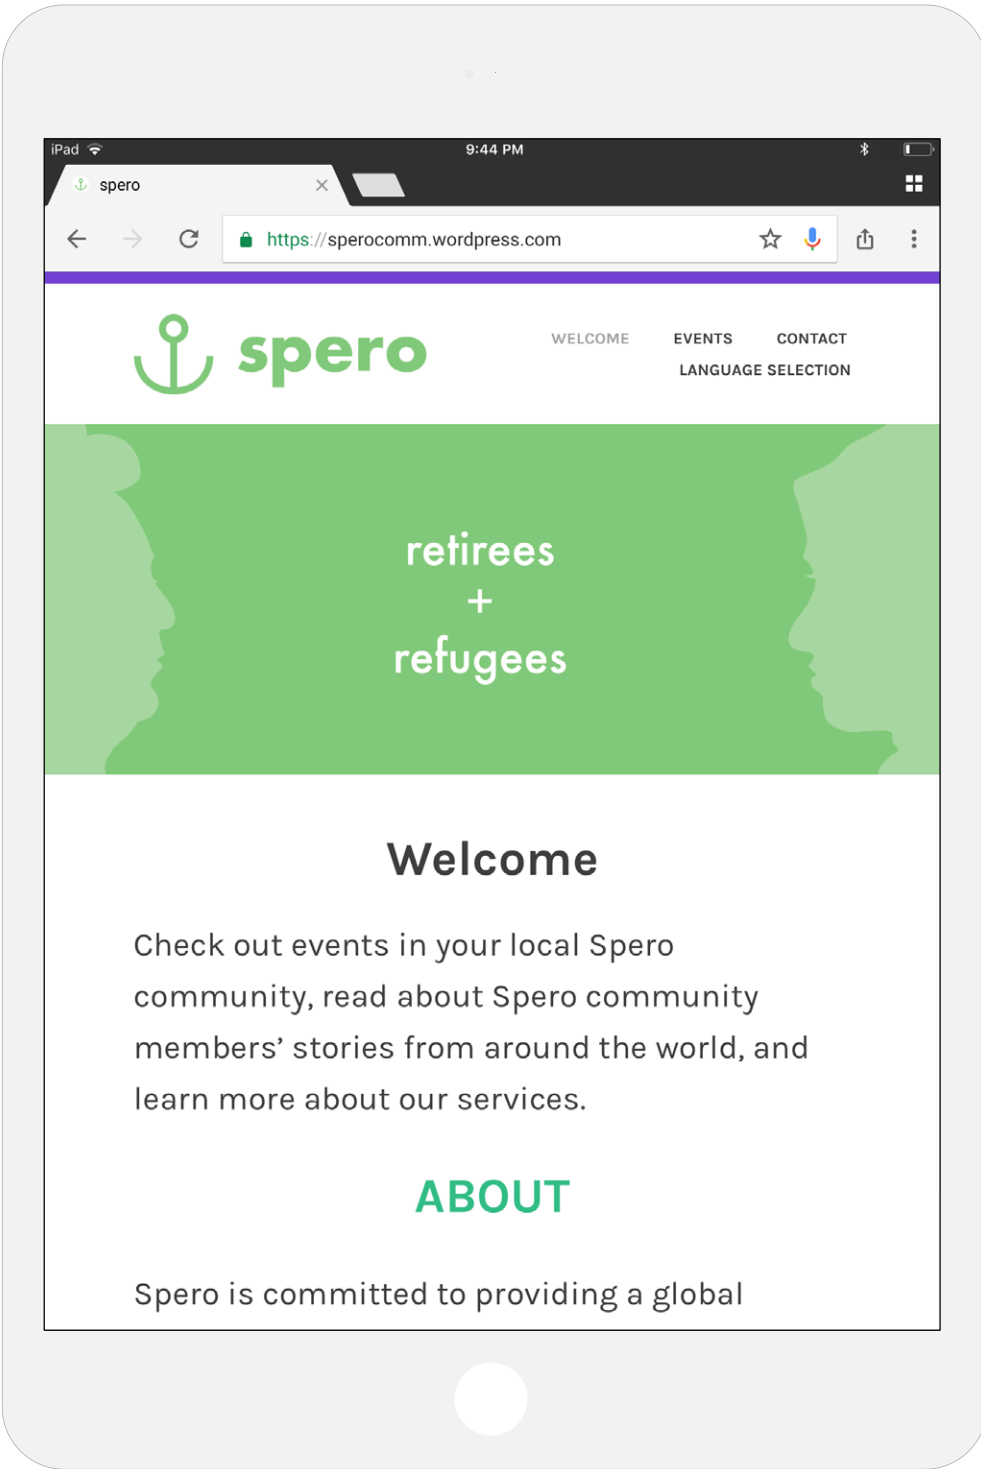 iPad 9:44 PM
spero
https://sperocomm.wordpress.com
spero
WELCOME EVENTS CONTACT
LANGUAGE SELECTION
retirees
+
refugees
Welcome
Check out events in your local Spero
community, read about Spero community
members’ stories from around the world, and
learn more about our services.
ABOUT
Spero is committed to providing a global